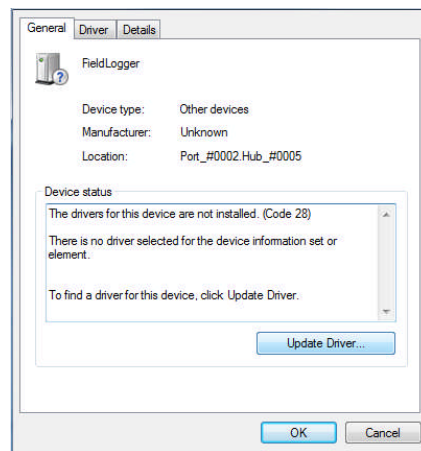 General Driver Details
FieldLogger
Device type: Other devices
Manufacturer: Unknown
Location: Port_#0002.Hub_#0005
Device status
The drivers for this device are not installed. (Code 28)
There is no driver selected for the device information set or
element.
To find a driver for this device, click Update Driver.
Update Driver...
OK Cancel